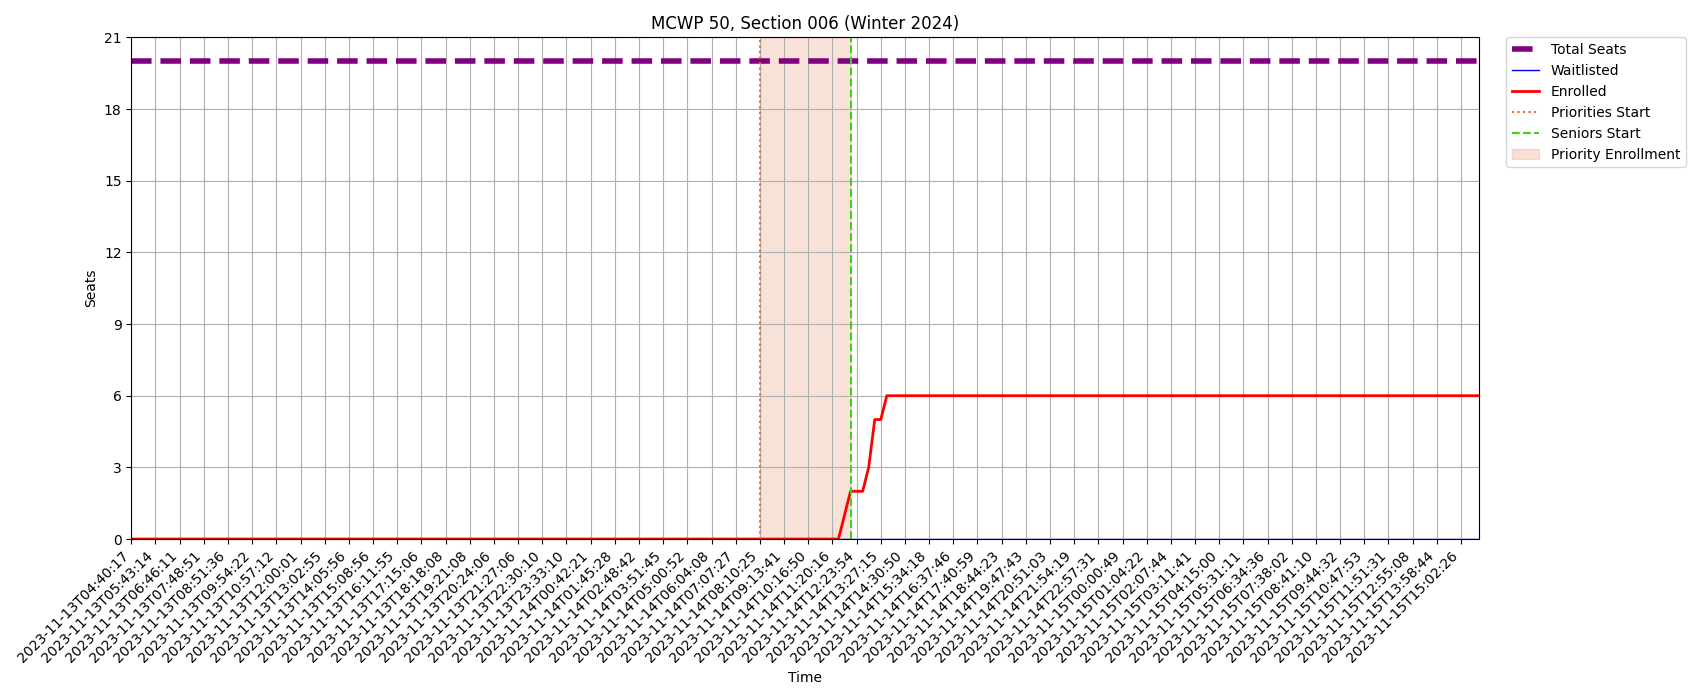 MCWP 50, Section 006 (Winter 2024)
Total Seats
Waitlisted
Enrolled
Priorities Start
Seniors Start
Priority Enrollment
Seats
21
18
15
12
9
6
3
0
2023-11-13T04:40:17
2023-11-13T05:43:14
2023-11-13T06:46:11
2023-11-13T07:48:51
2023-11-13T08:51:36
2023-11-13T09:54:22
2023-11-13T10:57:12
2023-11-13T12:00:01
2023-11-13T13:02:55
2023-11-13T14:05:56
2023-11-13T15:08:56
2023-11-13T16:11:55
2023-11-13T17:15:06
2023-11-13T18:18:08
2023-11-13T19:21:08
2023-11-13T20:24:06
2023-11-13T21:27:06
2023-11-13T22:30:10
2023-11-13T23:33:10
2023-11-14T00:42:21
2023-11-14T01:45:28
2023-11-14T02:48:42
2023-11-14T03:51:45
2023-11-14T05:00:52
2023-11-14T06:04:08
2023-11-14T07:07:27
2023-11-14T08:10:25
2023-11-14T09:13:41
2023-11-14T10:16:50
2023-11-14T11:20:16
2023-11-14T12:23:54
2023-11-14T13:27:15
2023-11-14T14:30:50
2023-11-14T15:34:18
2023-11-14T16:37:46
2023-11-14T17:40:59
2023-11-14T18:44:23
2023-11-14T19:47:43
2023-11-14T20:51:03
2023-11-14T21:54:19
2023-11-14T22:57:31
2023-11-15T00:00:49
2023-11-15T01:04:22
2023-11-15T02:07:44
2023-11-15T03:11:41
2023-11-15T04:15:00
2023-11-15T05:31:11
2023-11-15T06:34:36
2023-11-15T07:38:02
2023-11-15T08:41:10
2023-11-15T09:44:32
2023-11-15T10:47:53
2023-11-15T11:51:31
2023-11-15T12:55:08
2023-11-15T13:58:44
2023-11-15T15:02:26
Time